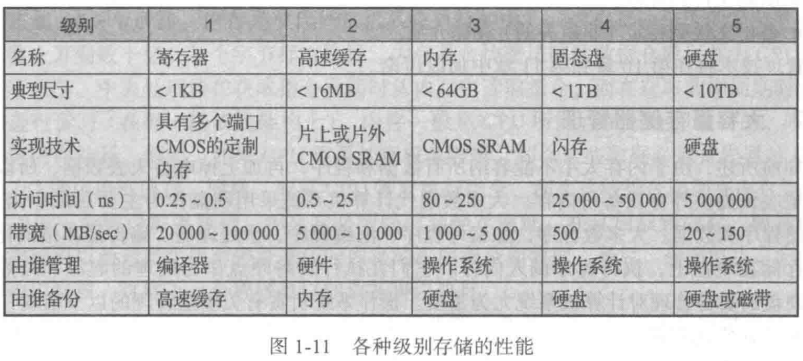 级别 1 2 3 4 5
名称 寄存器 高速缓存 内存 固态盘 硬盘
典型尺寸 < 1KB < 16MB < 64GB < 1TB < 10TB
实现技术 具有多个端口CMOS的定制内存 片上或片外CMOS SRAM CMOS SRAM 闪存 硬盘
访问时间（ns） 0.25 ~ 0.5 0.5 ~ 25 80 ~ 250 25 000 ~ 50 000 5 000 000
带宽（MB/sec） 20 000 ~ 100 000 5 000 ~ 10 000 1 000 ~ 5 000 500 20 ~ 150
由谁管理 编译器 硬件 操作系统 操作系统 操作系统
由谁备份 高速缓存 内存 硬盘 硬盘 硬盘或磁带
图 1-11 各种级别存储的性能